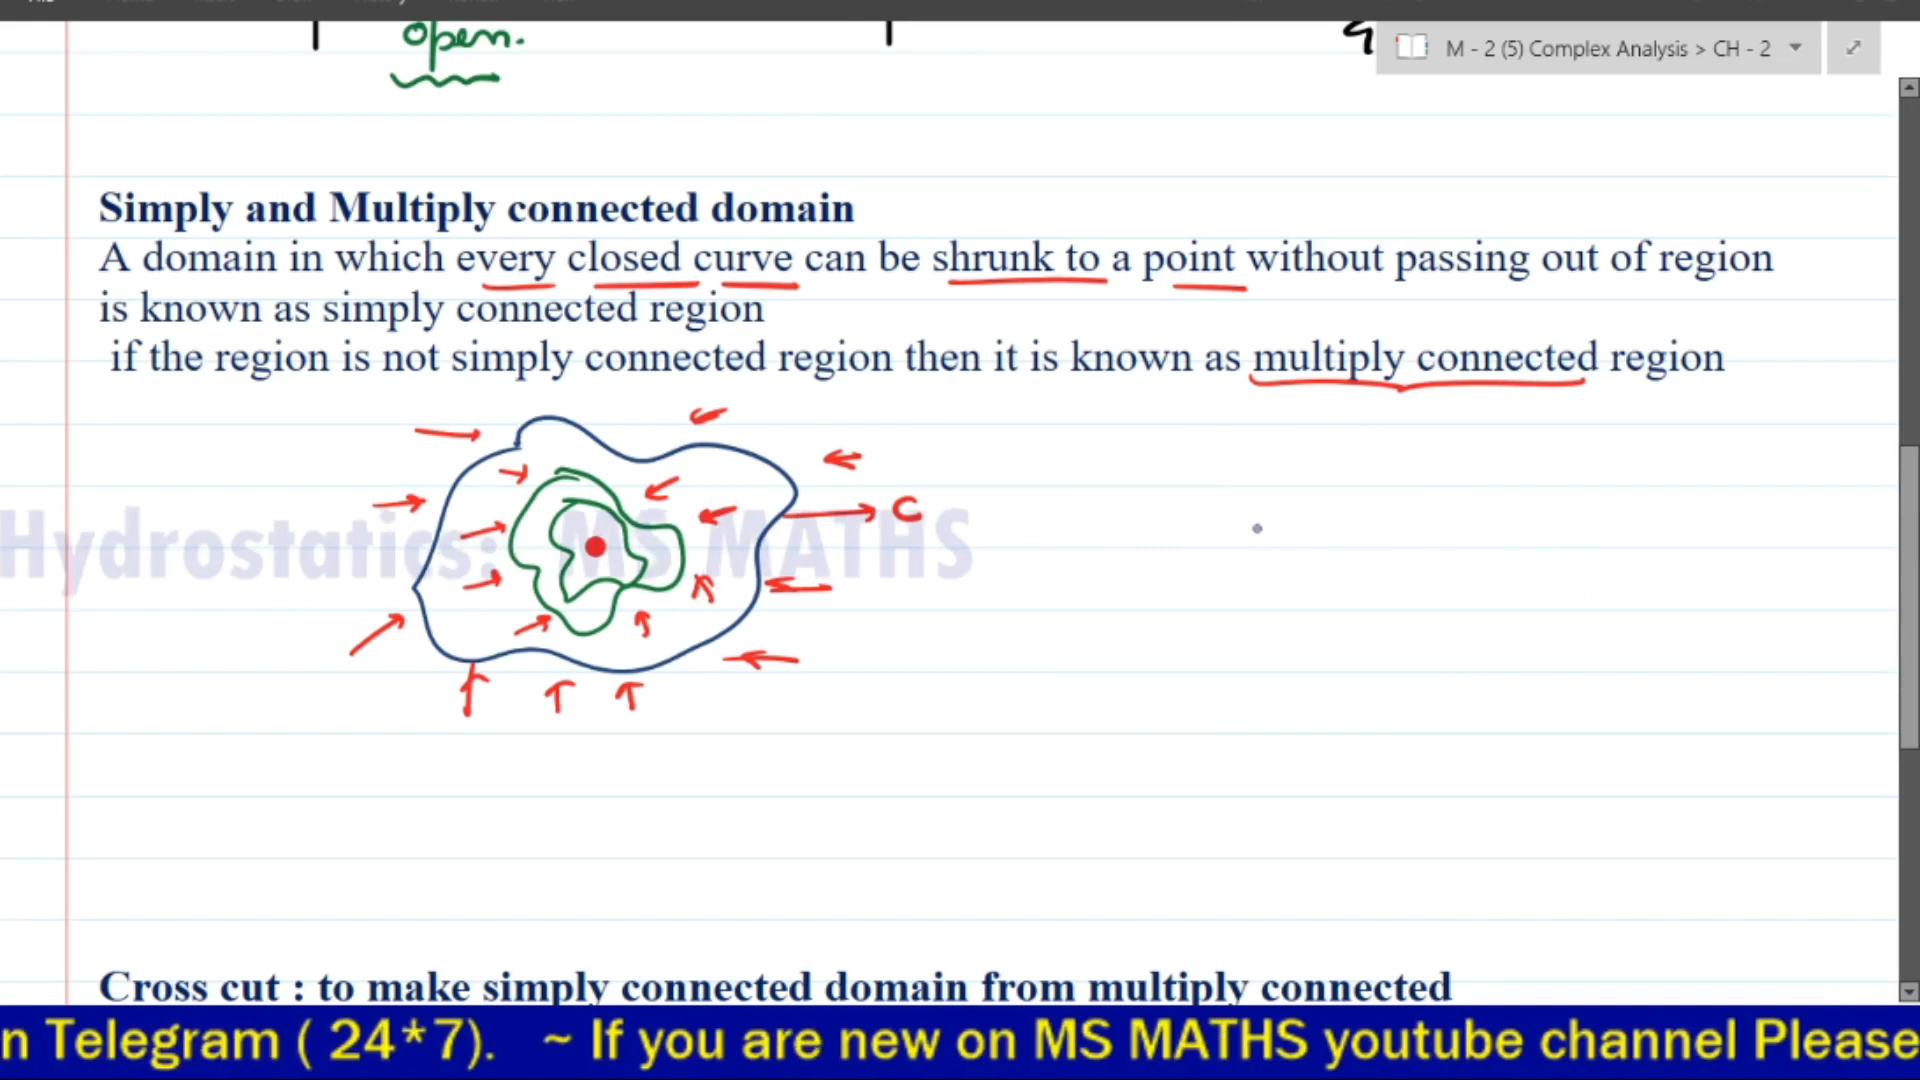 open.
M - 2 (5) Complex Analysis > CH - 2
Simply and Multiply connected domain
A domain in which every closed curve can be shrunk to a point without passing out of region
is known as simply connected region
if the region is not simply connected region then it is known as multiply connected region
C
Hydrostatics: MS MATHS
Cross cut : to make simply connected domain from multiply connected
n Telegram ( 24*7). ~ If you are new on MS MATHS youtube channel Please